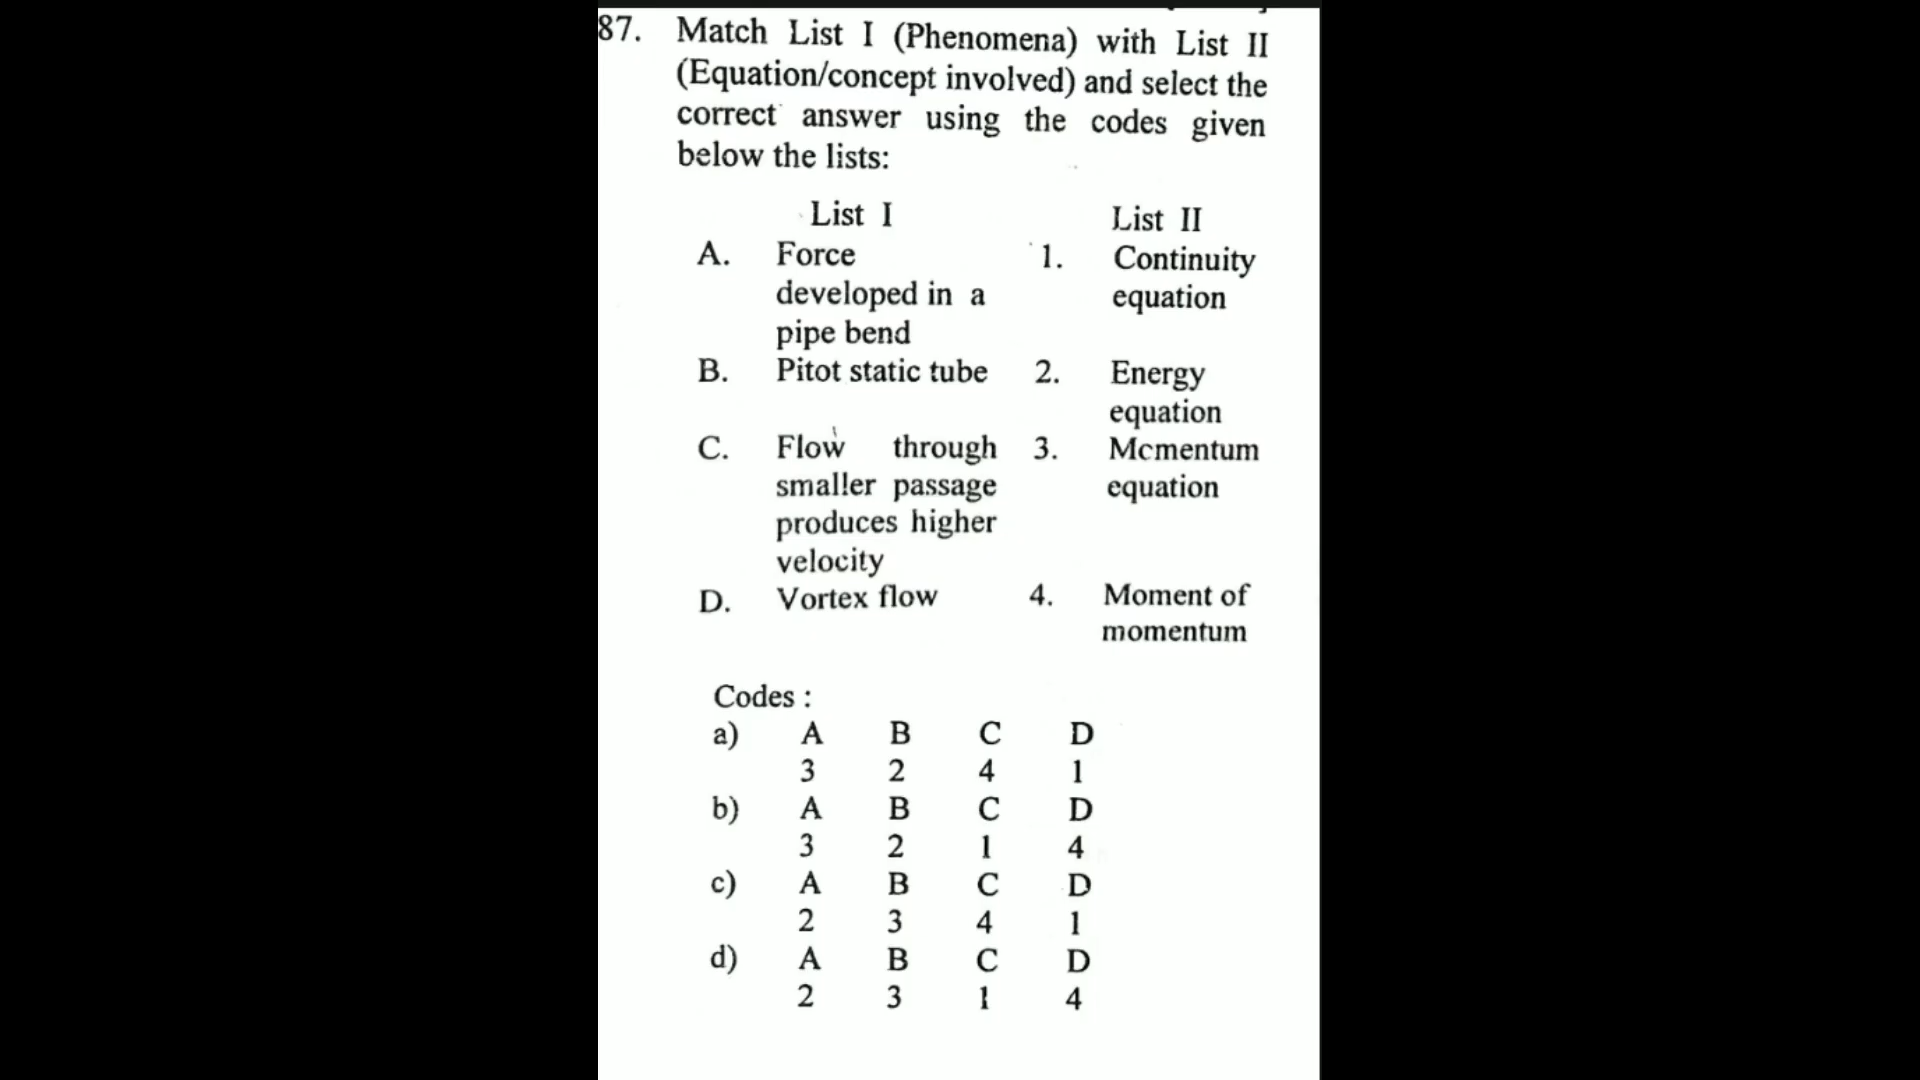 87. Match List I (Phenomena) with List II
(Equation/concept involved) and select the
correct answer using the codes given
below the lists:
List I List II
A. Force 1. Continuity
developed in a equation
pipe bend
B. Pitot static tube 2. Energy
equation
C. Flow through 3. Momentum
smaller passage equation
produces higher
velocity
D. Vortex flow 4. Moment of
momentum
Codes :
a) A B C D
3 2 4 1
b) A B C D
3 2 1 4
c) A B C D
2 3 4 1
d) A B C D
2 3 1 4